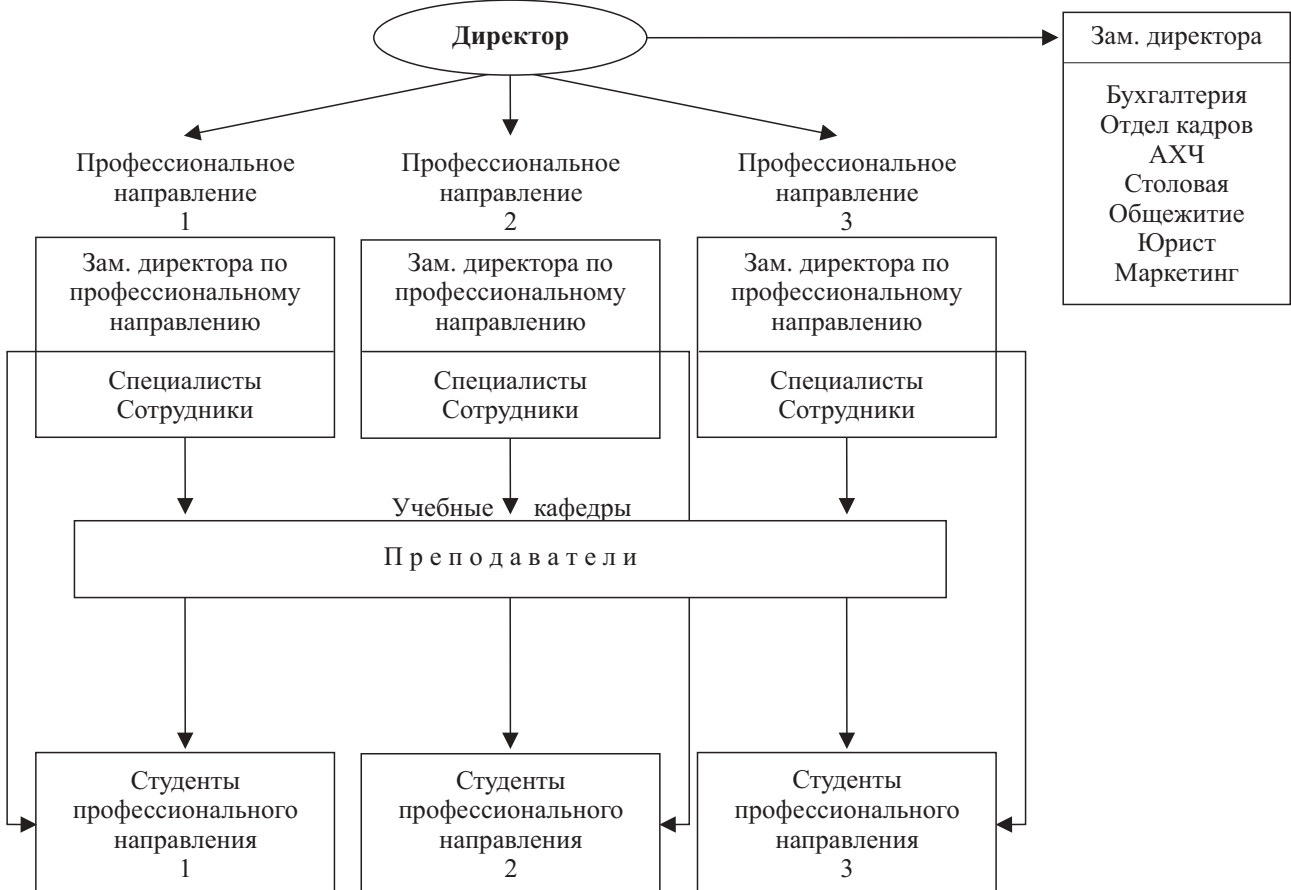 Директор
Зам. директора
Бухгалтерия
Отдел кадров
АХЧ
Столовая
Общежитие
Юрист
Маркетинг
Профессиональное
направление
1
Профессиональное
направление
2
Профессиональное
направление
3
Зам. директора по
профессиональному
направлению
Специалисты
Сотрудники
Зам. директора по
профессиональному
направлению
Специалисты
Сотрудники
Зам. директора по
профессиональному
направлению
Специалисты
Сотрудники
Учебные кафедры
Преподаватели
Студенты
профессионального
направления
1
Студенты
профессионального
направления
2
Студенты
профессионального
направления
3